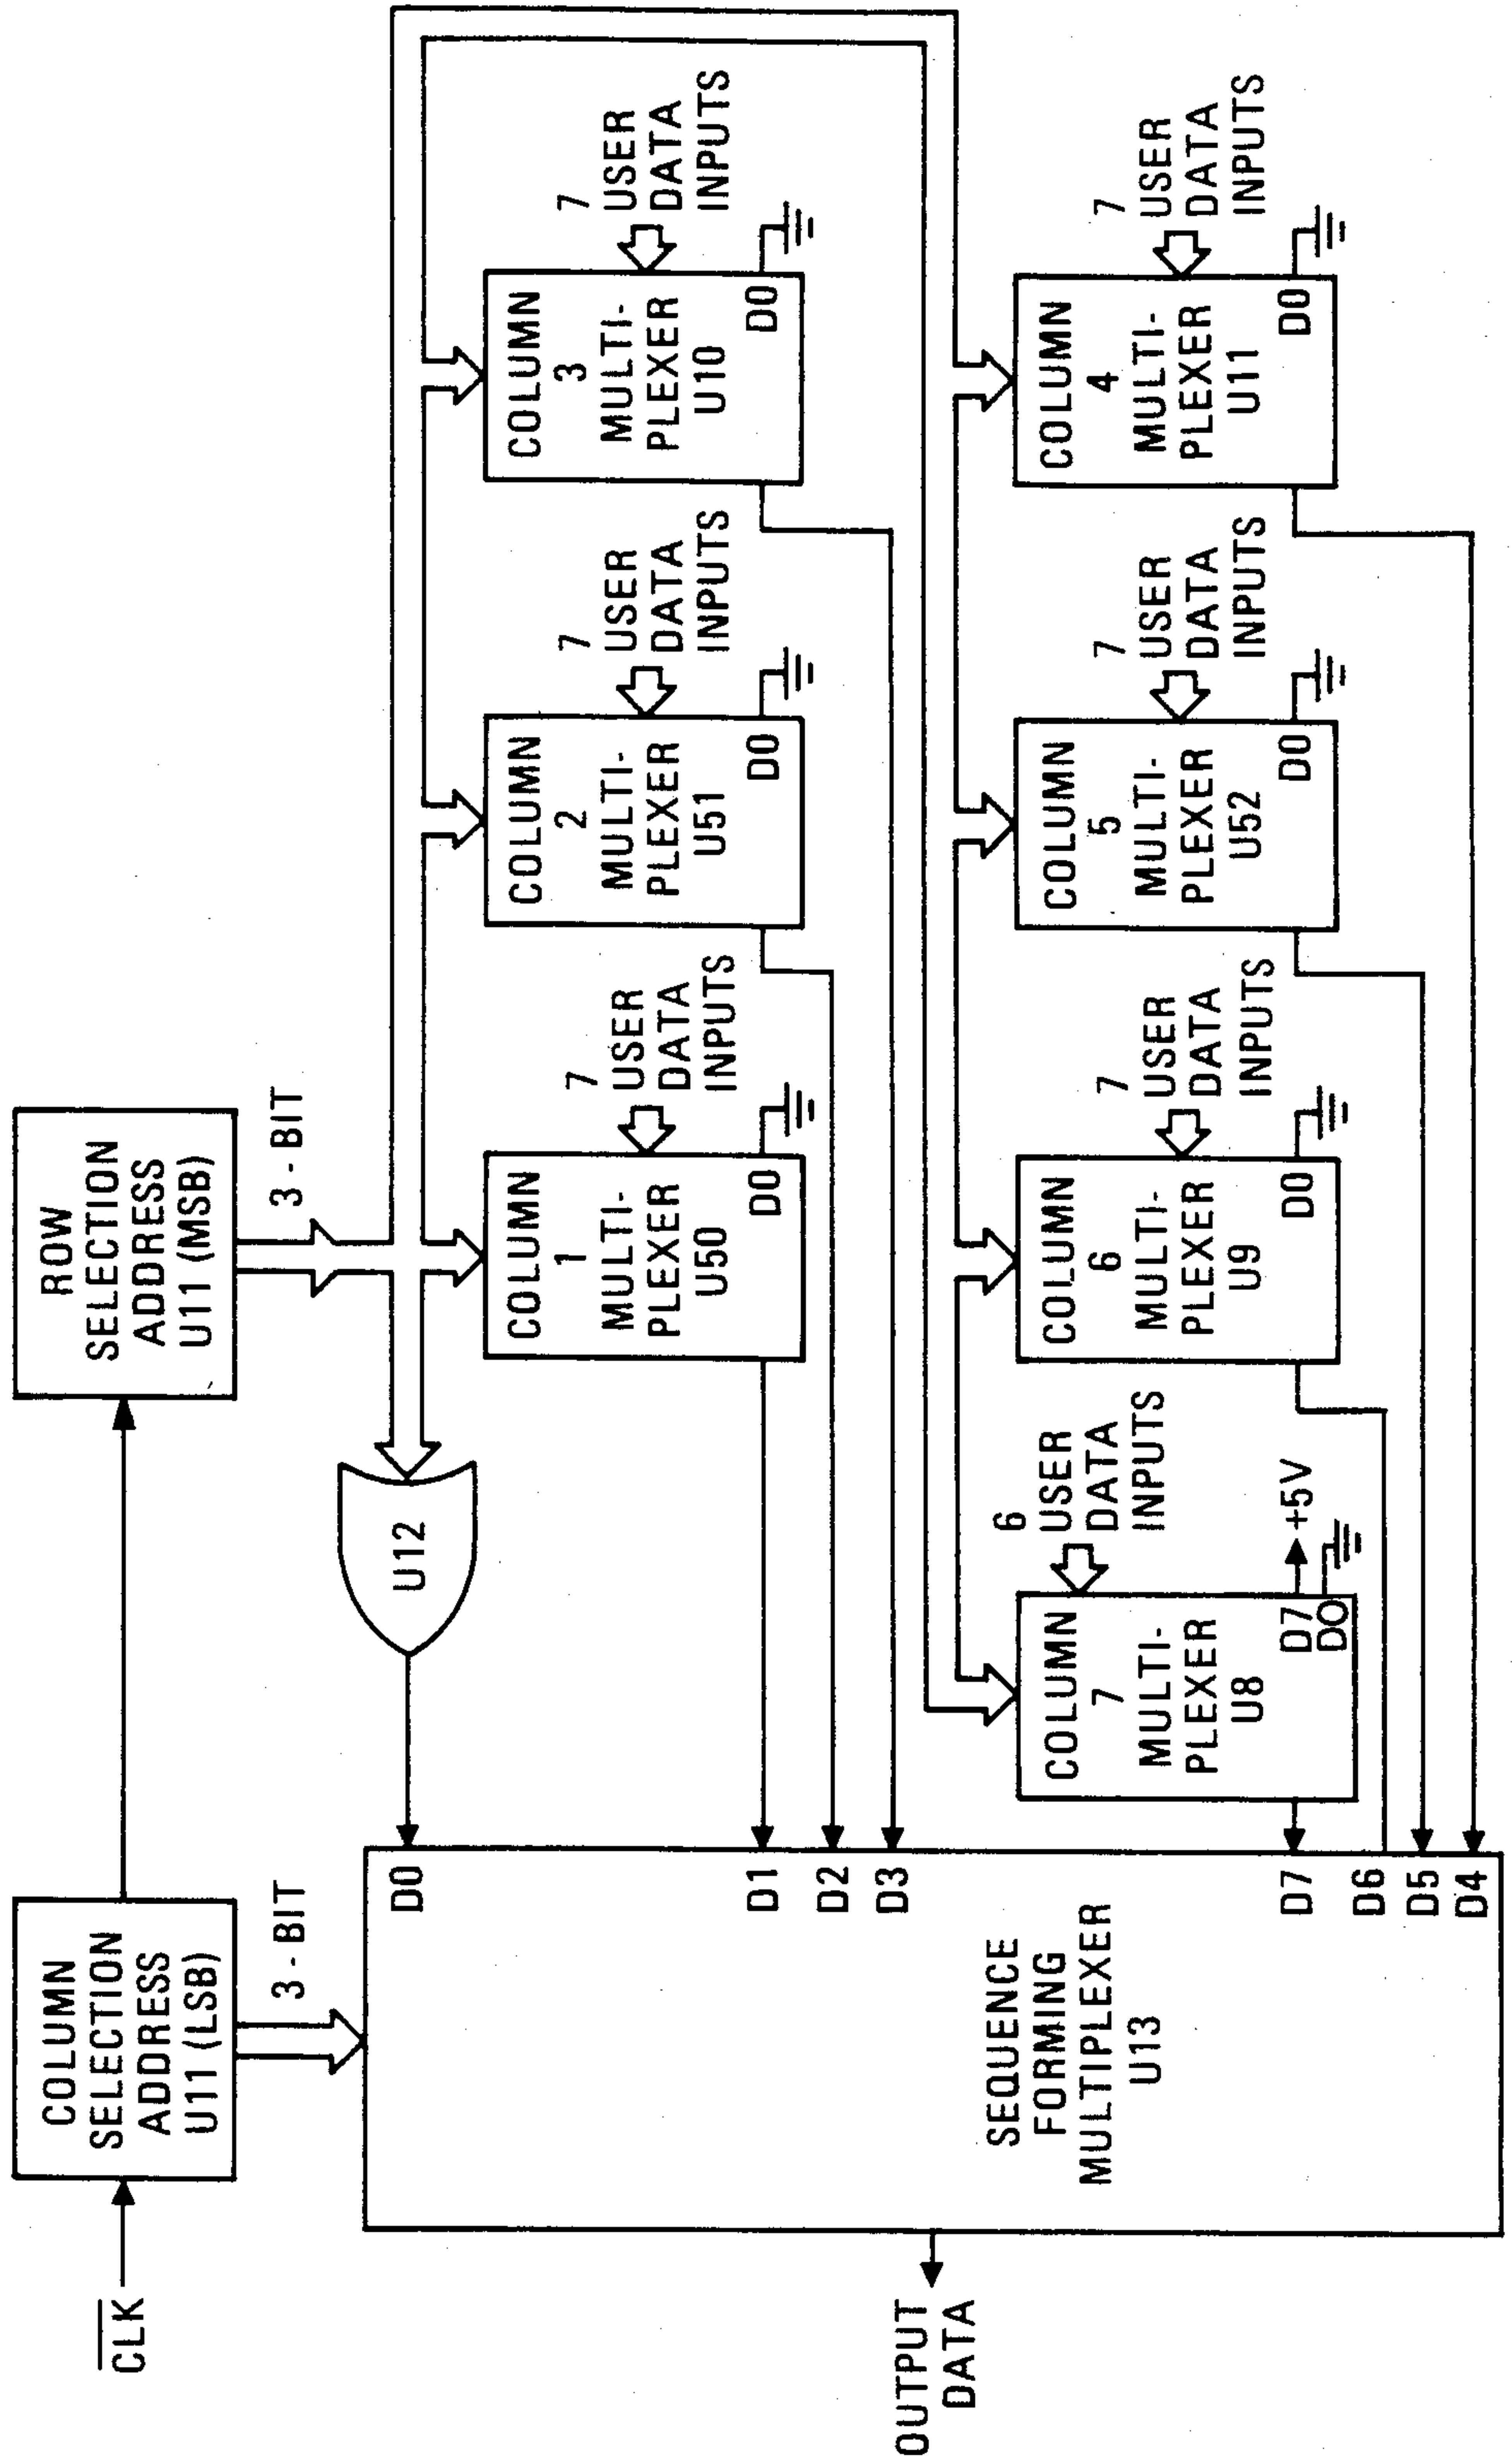 CLK
COLUMN
SELECTION
ADDRESS
U11 (LSB)
3 - BIT
ROW
SELECTION
ADDRESS
U11 (MSB)
3 - BIT
U12
D0
D1
D2
D3
D7
D6
D5
D4
SEQUENCE
FORMING
MULTIPLEXER
U13
OUTPUT
DATA
COLUMN
1
MULTI-
PLEXER
U50
D0
7
USER
DATA
INPUTS
COLUMN
2
MULTI-
PLEXER
U51
D0
7
USER
DATA
INPUTS
COLUMN
3
MULTI-
PLEXER
U10
D0
7
USER
DATA
INPUTS
COLUMN
7
MULTI-
PLEXER
U8
D7
D0
+5V
6
USER
DATA
INPUTS
COLUMN
6
MULTI-
PLEXER
U9
D0
7
USER
DATA
INPUTS
COLUMN
5
MULTI-
PLEXER
U52
D0
7
USER
DATA
INPUTS
COLUMN
4
MULTI-
PLEXER
U11
D0
7
USER
DATA
INPUTS